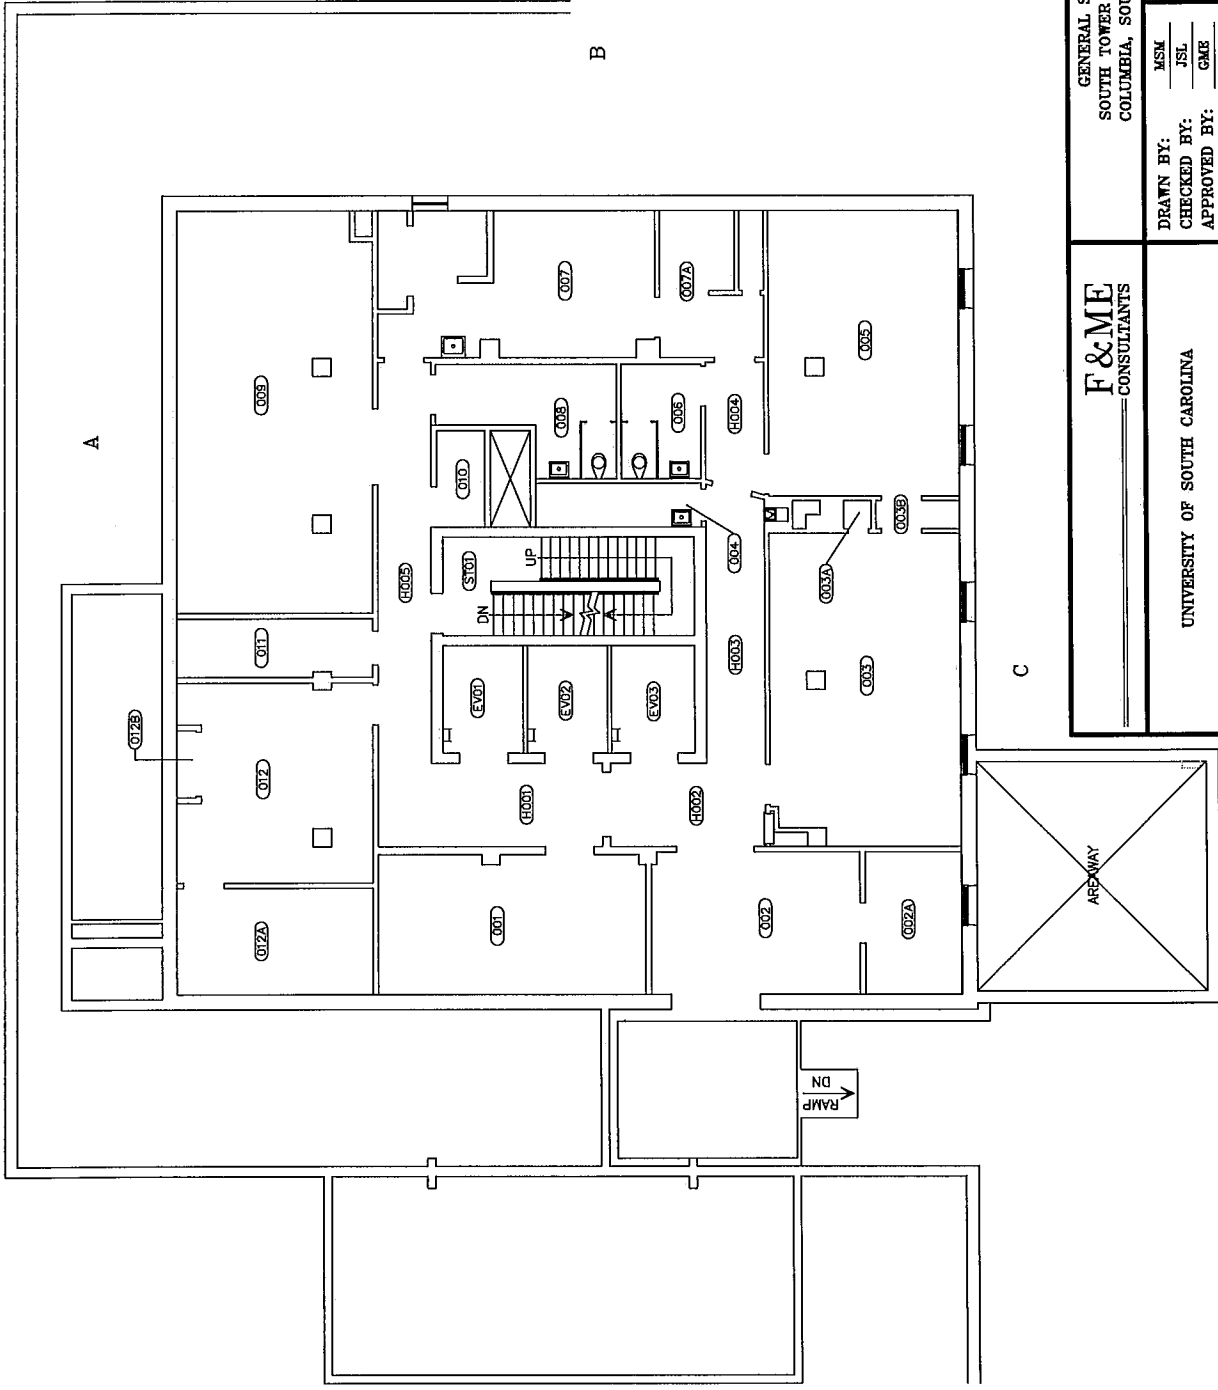 A
B
C
009
007
007A
005
008
006
H004
010
003B
003A
004
ST01
UP
DN
H005
011
012B
012
012A
EV01
EV02
EV03
H003
003
H001
H002
001
002
002A
AREAWAY
RAMP
DN
F&ME
CONSULTANTS
UNIVERSITY OF SOUTH CAROLINA
GENERAL S
SOUTH TOWER
COLUMBIA, SOU
DRAWN BY: MSM
CHECKED BY: JSL
APPROVED BY: GME